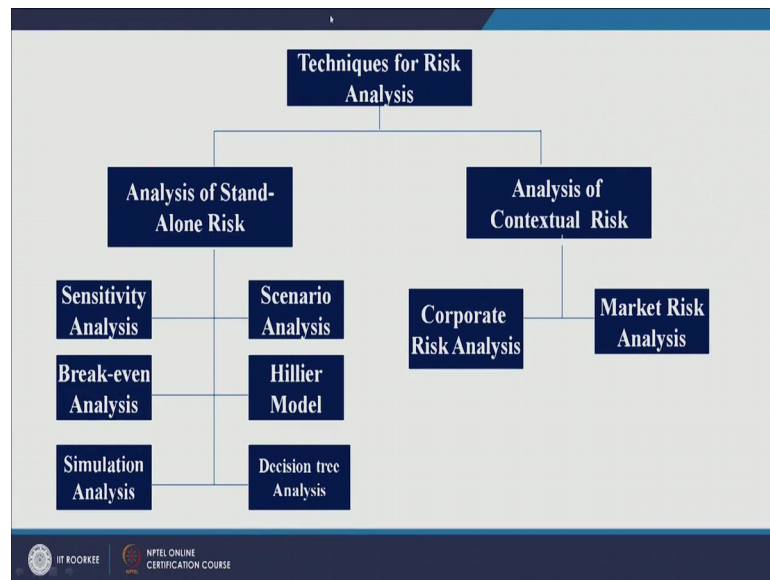 Techniques for Risk
Analysis
Analysis of Stand-
Alone Risk
Analysis of
Contextual Risk
Sensitivity
Analysis
Scenario
Analysis
Corporate
Risk Analysis
Market Risk
Analysis
Break-even
Analysis
Hillier
Model
Simulation
Analysis
Decision tree
Analysis
IIT ROORKEE
NPTEL
NPTEL ONLINE
CERTIFICATION COURSE